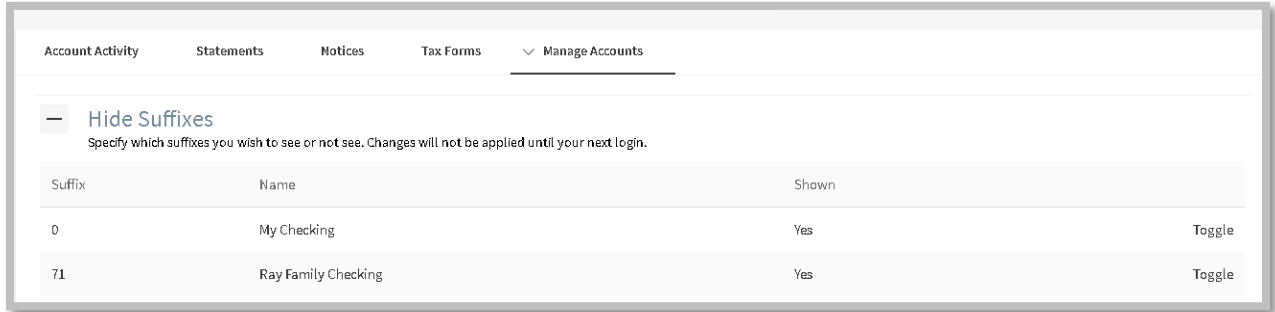 Account Activity Statements Notices Tax Forms Manage Accounts
Hide Suffixes
Specify which suffixes you wish to see or not see. Changes will not be applied until your next login.
Suffix Name Shown
0 My Checking Yes Toggle
71 Ray Family Checking Yes Toggle